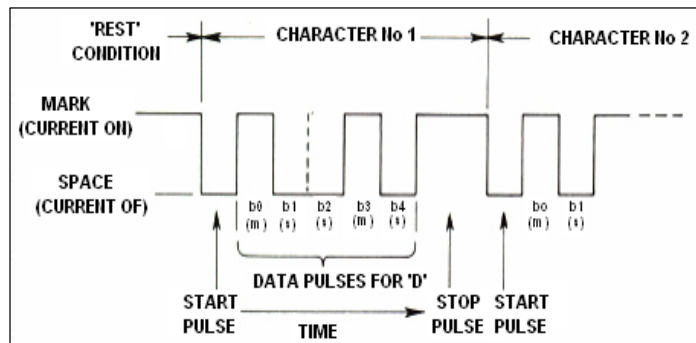 'REST'
CONDITION
CHARACTER No 1
CHARACTER No 2
MARK
(CURRENT ON)
SPACE
(CURRENT OF)
b0 b1 b2 b3 b4 bo b1
(m) (s) (s) (m) (s) (m) (s)
DATA PULSES FOR 'D'
START
PULSE
TIME
STOP
PULSE
START
PULSE